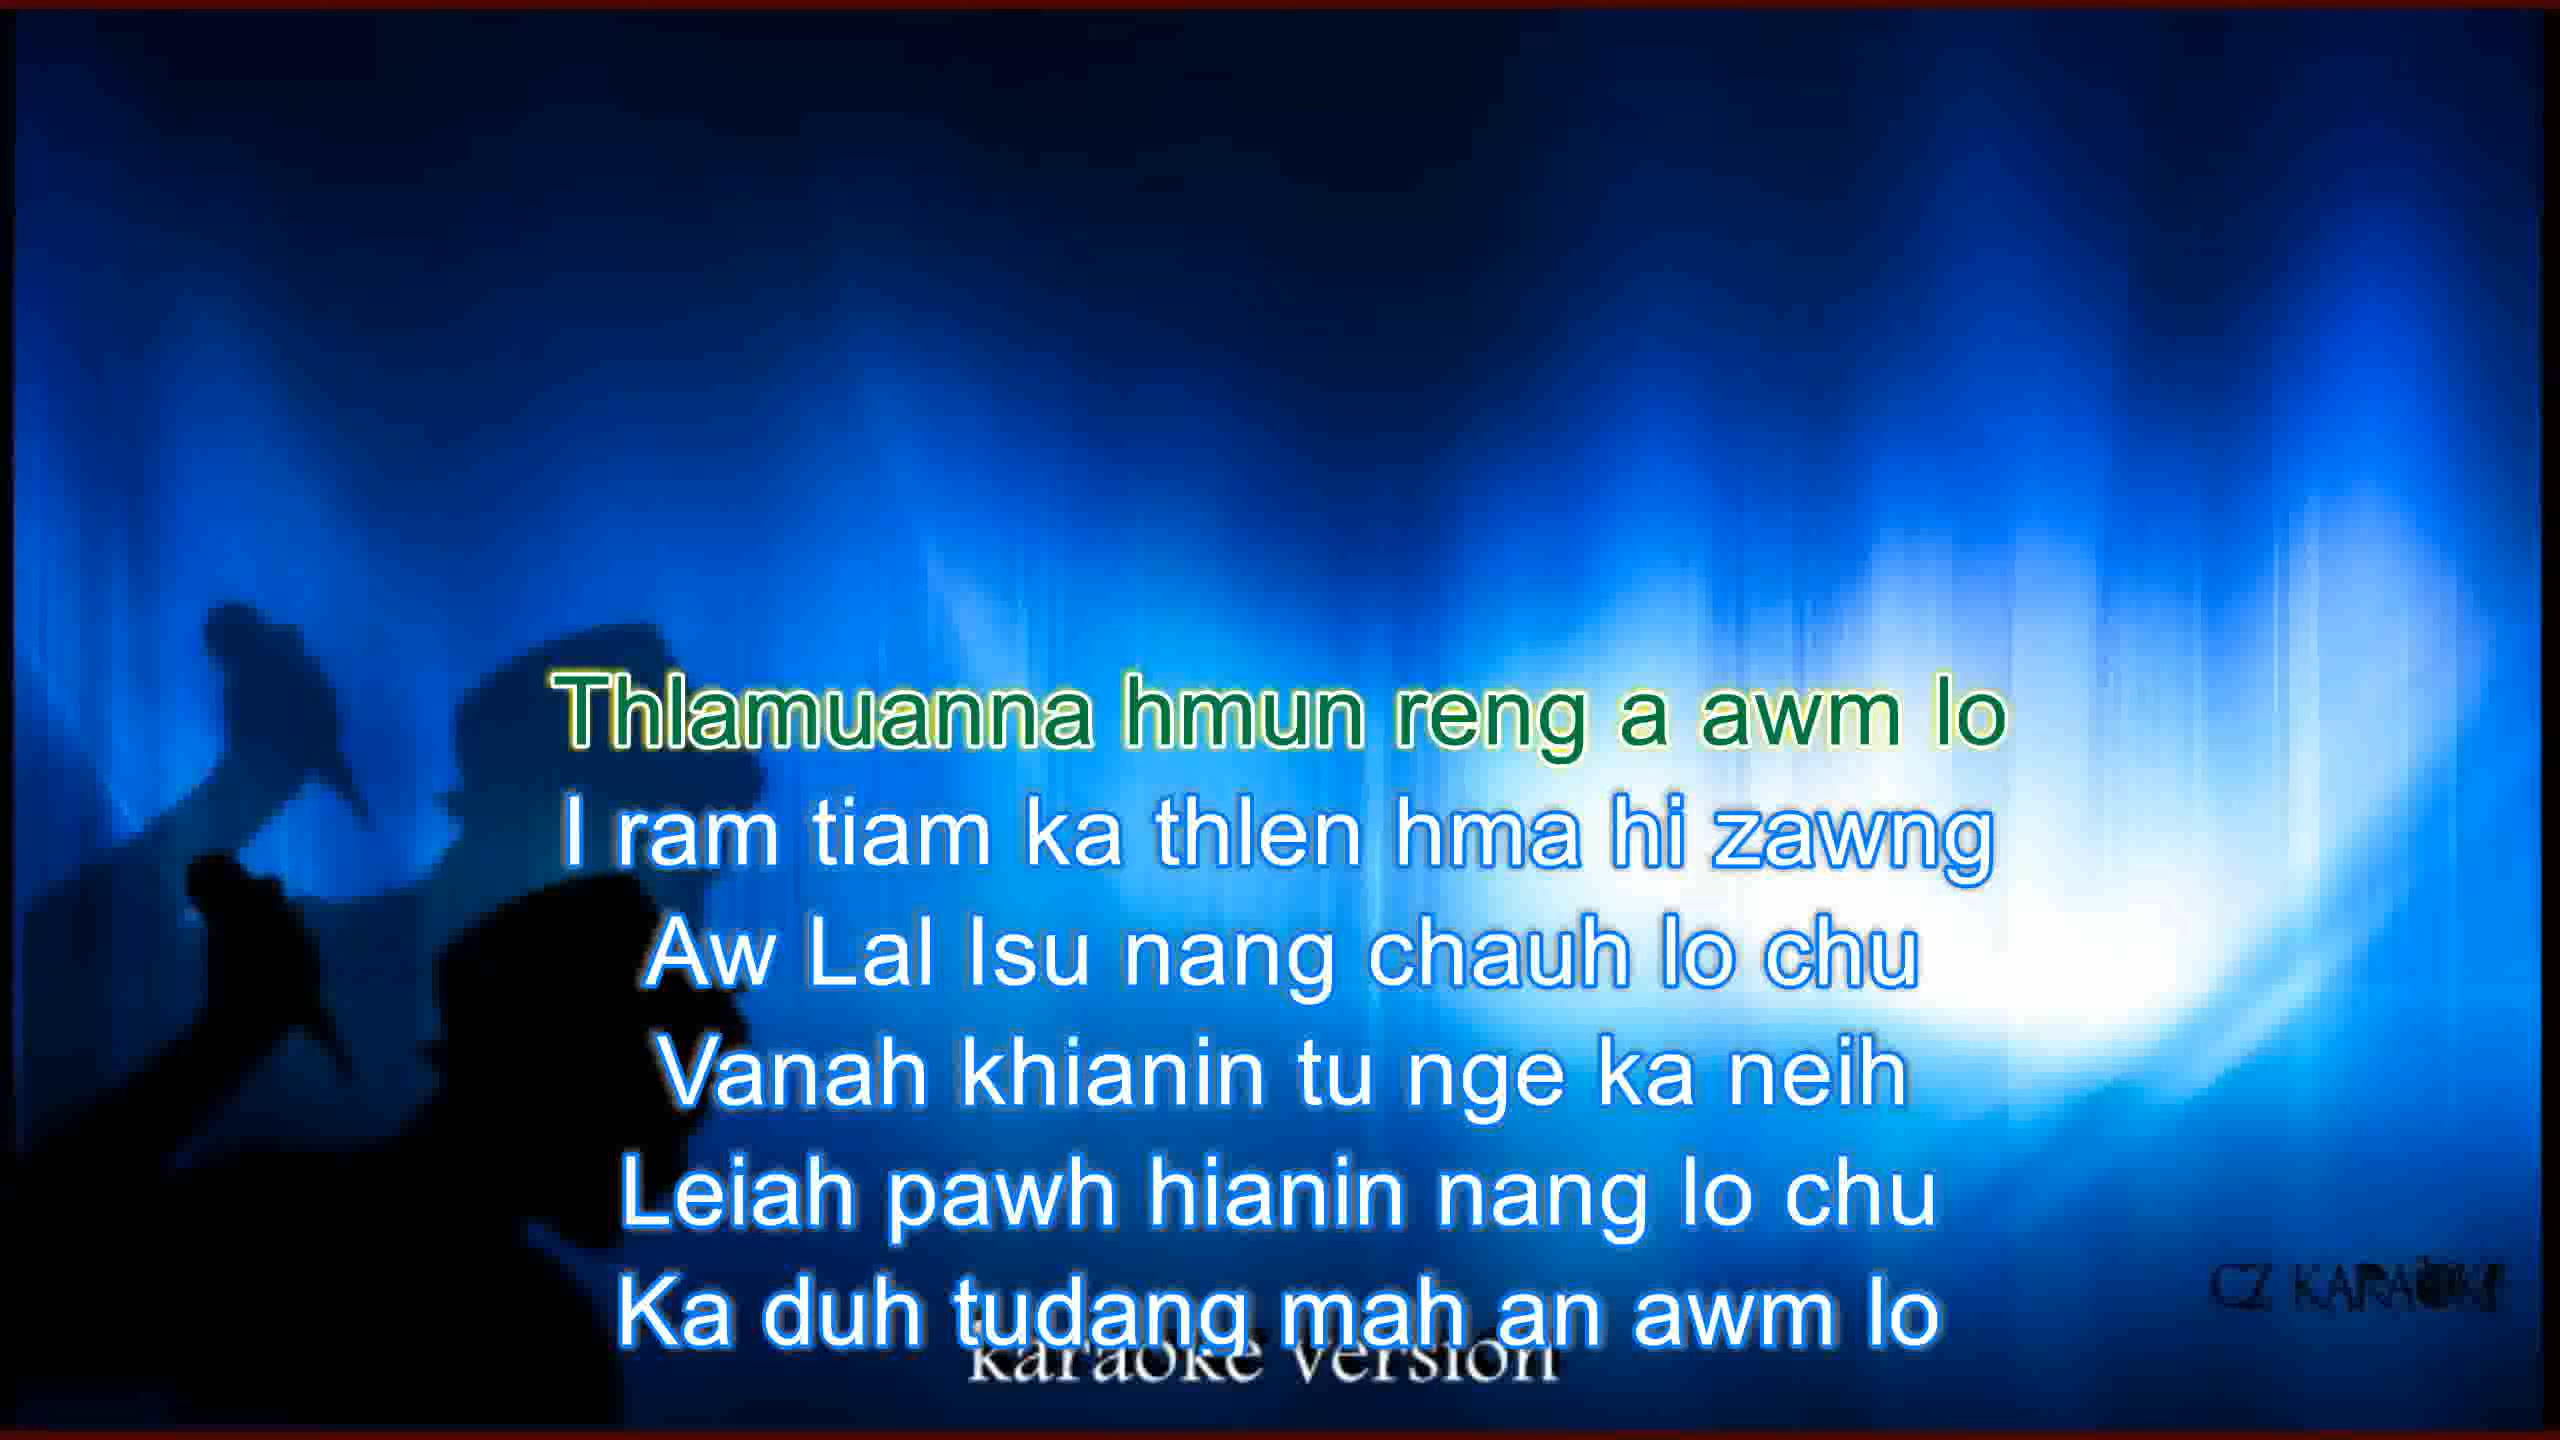 Thlamuanna hmun reng a awm lo
I ram tiam ka thlen hma hi zawng
Aw Lal Isu nang chauh lo chu
Vanah khianin tu nge ka neih
Leiah pawh hianin nang lo chu
Ka duh tudang mah an awm lo
karaoke version
CZ KARAOKE